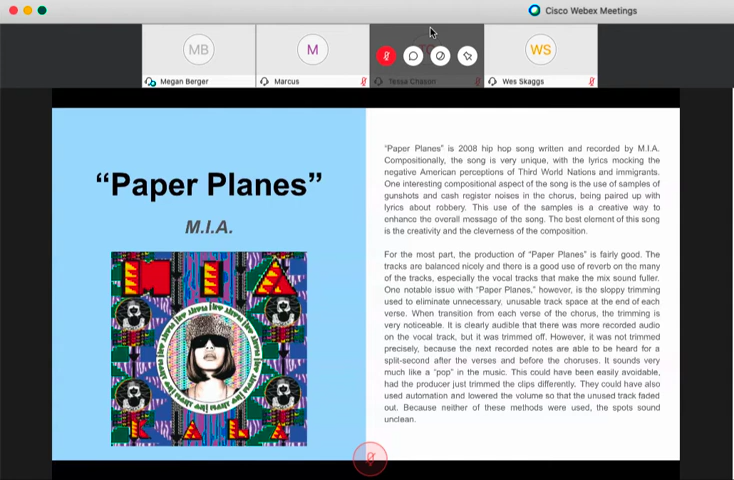 Cisco Webex Meetings
MB
M
WS
Megan Berger
Marcus
Tessa Chason
Wes Skaggs
“Paper Planes”
M.I.A.
MIA
KALA
“Paper Planes” is 2008 hip hop song written and recorded by M.I.A.
Compositionally, the song is very unique, with the lyrics mocking the
negative American perceptions of Third World Nations and immigrants.
One interesting compositional aspect of the song is the use of samples of
gunshots and cash register noises in the chorus, being paired up with
lyrics about robbery. This use of the samples is a creative way to
enhance the overall message of the song. The best element of this song
is the creativity and the cleverness of the composition.
For the most part, the production of “Paper Planes” is fairly good. The
tracks are balanced nicely and there is a good use of reverb on the many
of the tracks, especially the vocal tracks that make the mix sound fuller.
One notable issue with “Paper Planes,” however, is the sloppy trimming
used to eliminate unnecessary, unusable track space at the end of each
verse. When transition from each verse of the chorus, the trimming is
very noticeable. It is clearly audible that there was more recorded audio
on the vocal track, but it was trimmed off. However, it was not trimmed
precisely, because the next recorded notes are able to be heard for a
split-second after the verses and before the choruses. It sounds very
much like a “pop” in the music. This could have been easily avoidable,
had the producer just trimmed the clips differently. They could have also
used automation and lowered the volume so that the unused track faded
out. Because neither of these methods were used, the spots sound
unclean.